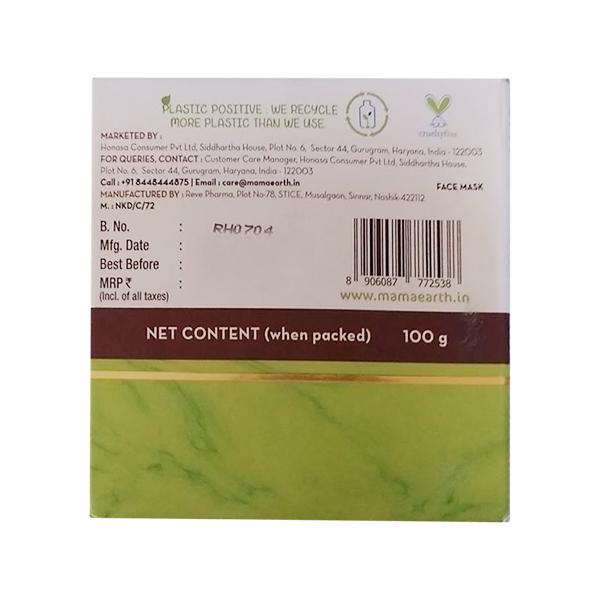 PLASTIC POSITIVE : WE RECYCLE
MORE PLASTIC THAN WE USE
crueltyfree
MARKETED BY :
Honasa Consumer Pvt Ltd, Siddhartha House, Plot No. 6, Sector 44, Gurugram, Haryana, India - 122003
FOR QUERIES, CONTACT : Customer Care Manager, Honasa Consumer Pvt Ltd, Siddhartha House,
Plot No. 6, Sector 44, Gurugram, Haryana, India - 122003
Call : +91 8448444875 | Email : care@mamaearth.in
FACE MASK
MANUFACTURED BY : Reve Pharma, Plot No-78, STICE, Musalgaon, Sinnar, Nashik-422112
M. : NKD/C/72
B. No. : RH0704
Mfg. Date :
Best Before :
MRP ₹ :
(Incl. of all taxes)
8 906087 772538
www.mamaearth.in
NET CONTENT (when packed) 100 g